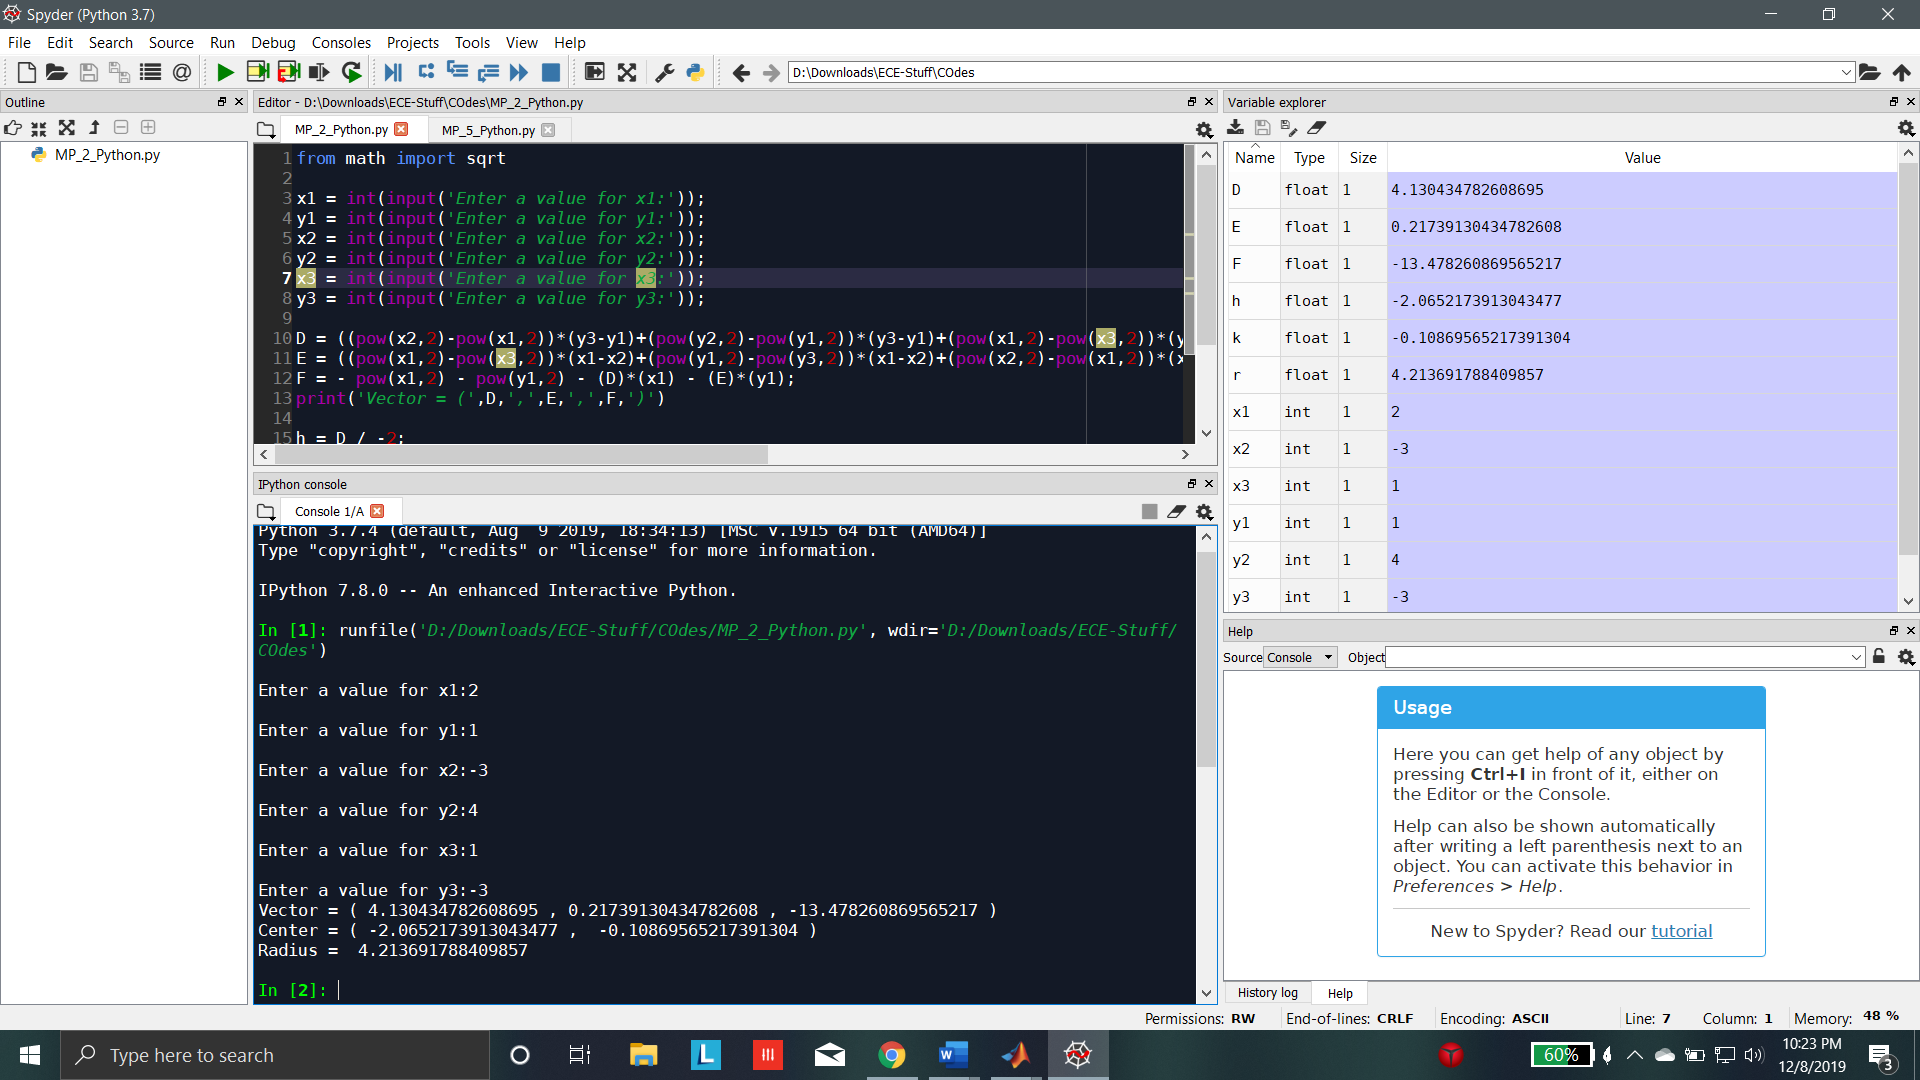 Spyder (Python 3.7)
File Edit Search Source Run Debug Consoles Projects Tools View Help
D:\Downloads\ECE-Stuff\COdes
Outline
MP_2_Python.py
Editor - D:\Downloads\ECE-Stuff\COdes\MP_2_Python.py
MP_2_Python.py MP_5_Python.py
1 from math import sqrt
2
3 x1 = int(input('Enter a value for x1:'));
4 y1 = int(input('Enter a value for y1:'));
5 x2 = int(input('Enter a value for x2:'));
6 y2 = int(input('Enter a value for y2:'));
7 x3 = int(input('Enter a value for x3:'));
8 y3 = int(input('Enter a value for y3:'));
9
10 D = ((pow(x2,2)-pow(x1,2))*(y3-y1)+(pow(y2,2)-pow(y1,2))*(y3-y1)+(pow(x1,2)-pow(x3,2))*(y
11 E = ((pow(x1,2)-pow(x3,2))*(x1-x2)+(pow(y1,2)-pow(y3,2))*(x1-x2)+(pow(x2,2)-pow(x1,2))*(x
12 F = - pow(x1,2) - pow(y1,2) - (D)*(x1) - (E)*(y1);
13 print('Vector = (',D,',',E,',',F,')')
14
15 h = D / -2;
IPython console
Console 1/A
Python 3.7.4 (default, Aug  9 2019, 18:34:13) [MSC v.1915 64 bit (AMD64)]
Type "copyright", "credits" or "license" for more information.
IPython 7.8.0 -- An enhanced Interactive Python.
In [1]: runfile('D:/Downloads/ECE-Stuff/COdes/MP_2_Python.py', wdir='D:/Downloads/ECE-Stuff/
COdes')
Enter a value for x1:2
Enter a value for y1:1
Enter a value for x2:-3
Enter a value for y2:4
Enter a value for x3:1
Enter a value for y3:-3
Vector = ( 4.130434782608695 , 0.21739130434782608 , -13.478260869565217 )
Center = ( -2.0652173913043477 ,  -0.10869565217391304 )
Radius =  4.213691788409857
In [2]:
Variable explorer
Name Type Size Value
D float 1 4.130434782608695
E float 1 0.21739130434782608
F float 1 -13.478260869565217
h float 1 -2.0652173913043477
k float 1 -0.10869565217391304
r float 1 4.213691788409857
x1 int 1 2
x2 int 1 -3
x3 int 1 1
y1 int 1 1
y2 int 1 4
y3 int 1 -3
Help
Source Console Object
Usage
Here you can get help of any object by
pressing Ctrl+I in front of it, either on
the Editor or the Console.
Help can also be shown automatically
after writing a left parenthesis next to an
object. You can activate this behavior in
Preferences > Help.
New to Spyder? Read our tutorial
History log Help
Permissions: RW End-of-lines: CRLF Encoding: ASCII Line: 7 Column: 1 Memory: 48 %
Type here to search
60%
10:23 PM
12/8/2019
3